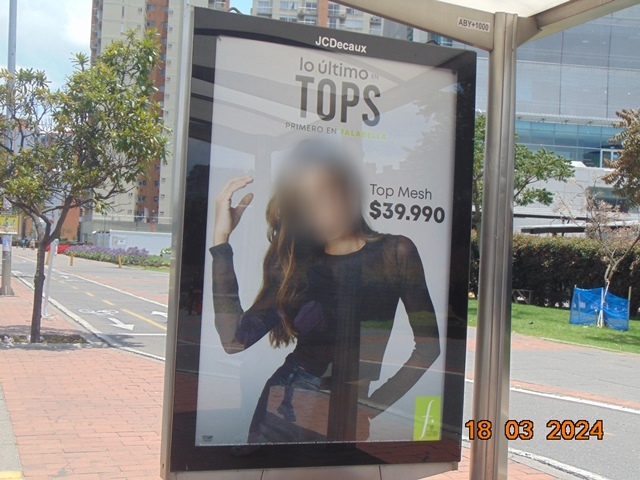 ABY+1000
JCDecaux
lo último en
TOPS
PRIMERO EN FALABELLA
Top Mesh
$39.990
f.
18 03 2024